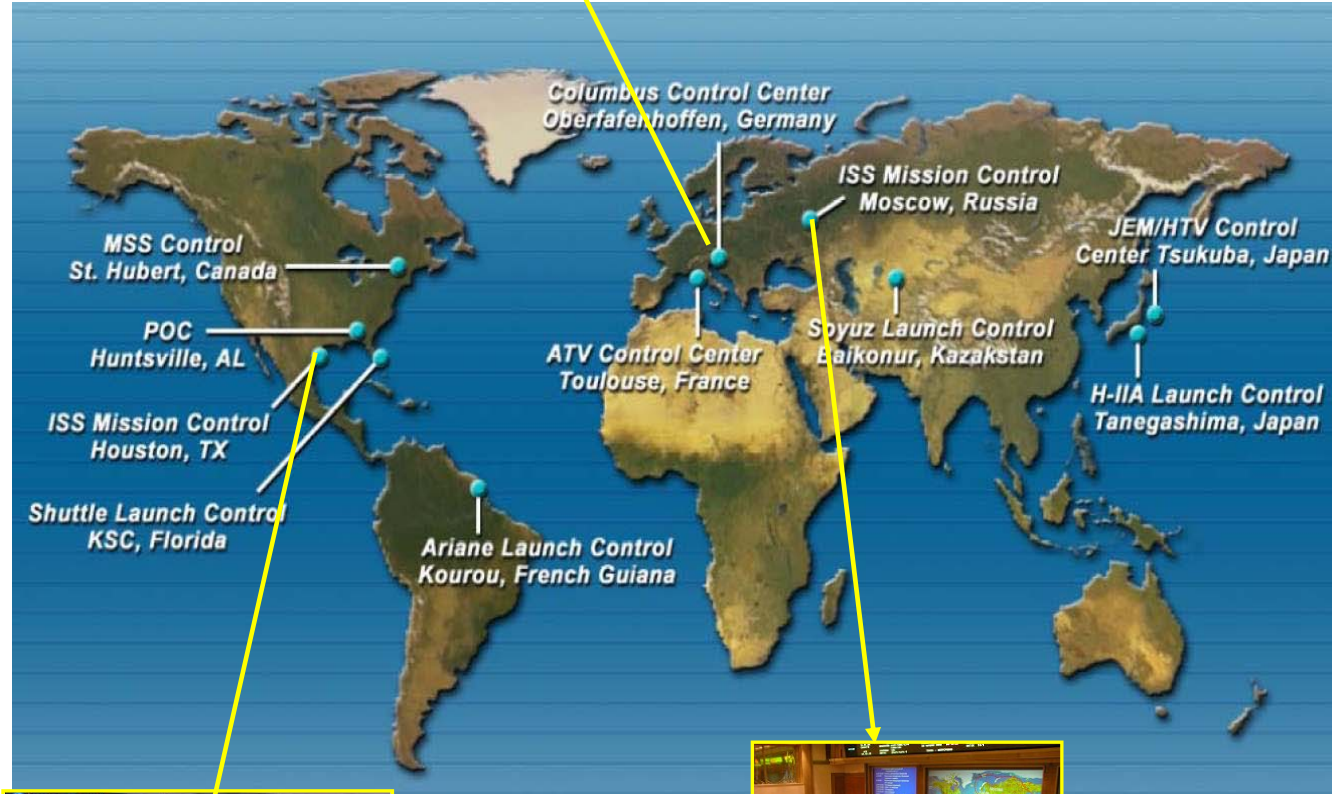 Columbus Control Center
Oberfafenhoffen, Germany
ISS Mission Control
Moscow, Russia
JEM/HTV Control
Center Tsukuba, Japan
MSS Control
St. Hubert, Canada
POC
Huntsville, AL
ATV Control Center
Toulouse, France
Soyuz Launch Control
Baikonur, Kazakstan
H-IIA Launch Control
Tanegashima, Japan
ISS Mission Control
Houston, TX
Shuttle Launch Control
KSC, Florida
Ariane Launch Control
Kourou, French Guiana